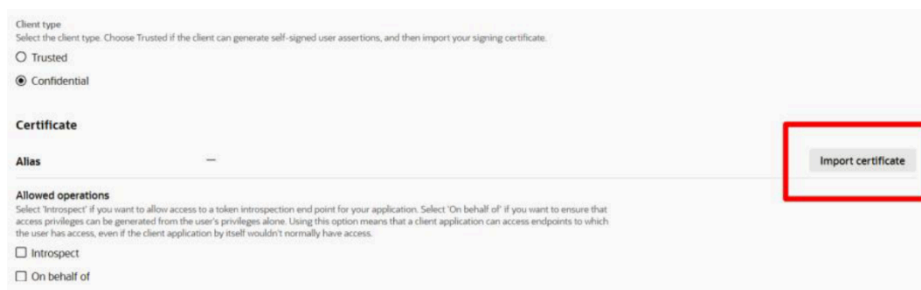 Client type
Select the client type. Choose Trusted if the client can generate self-signed user assertions, and then import your signing certificate.
Trusted
Confidential
Certificate
Alias —
Import certificate
Allowed operations
Select 'Introspect' if you want to allow access to a token introspection end point for your application. Select 'On behalf of' if you want to ensure that
access privileges can be generated from the user's privileges alone. Using this option means that a client application can access endpoints to which
the user has access, even if the client application by itself wouldn't normally have access.
Introspect
On behalf of